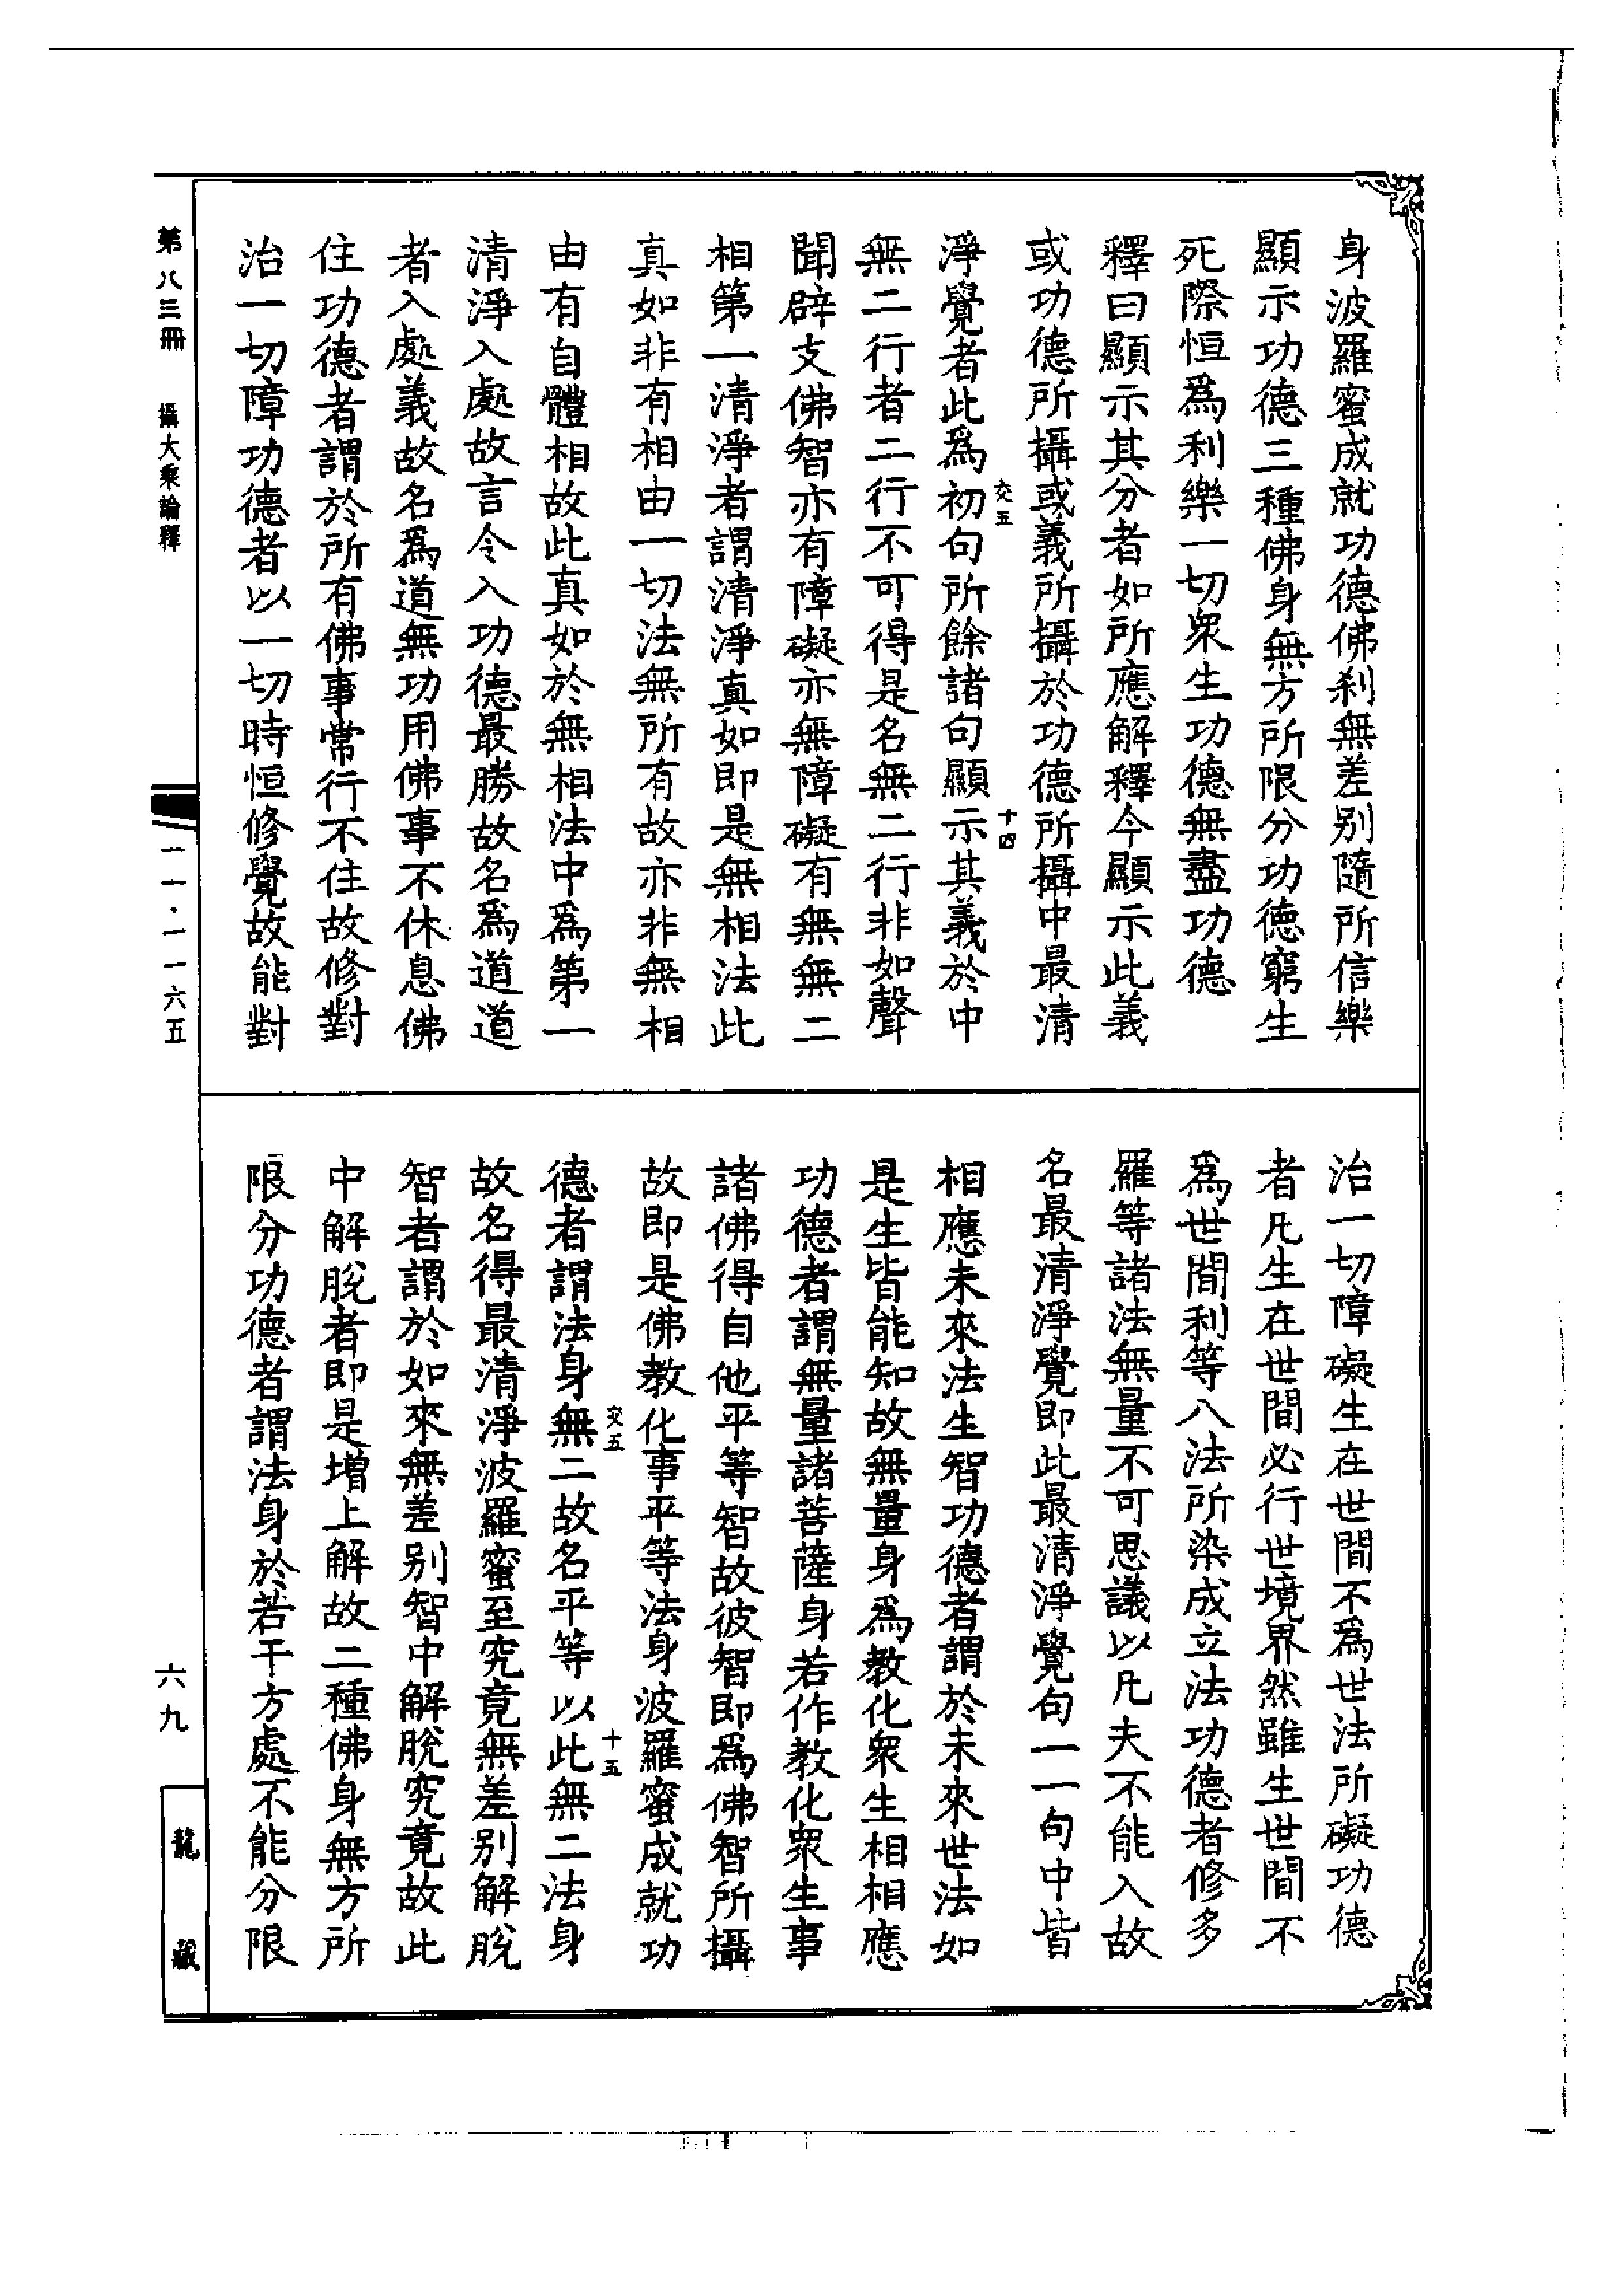 身波羅蜜成就功德佛刹無差别隨所信樂
顯示功德三種佛身無方所限分功德窮生
死際恒爲利樂一切衆生功德無盡功德
釋曰顯示其分者如所應解釋今顯示此義
或功德所攝或義所攝於功德所攝中最清
淨覺者此爲初句所餘諸句顯示其義於中
交五
十四
無二行者二行不可得是名無二行非如聲
聞辟支佛智亦有障礙亦無障礙有無無二
相第一清淨者謂清淨真如即是無相法此
真如非有相由一切法無所有故亦非無相
由有自體相故此真如於無相法中爲第一
清淨入處故言令入功德最勝故名爲道道
者入處義故名爲道無功用佛事不休息佛
住功德者謂於所有佛事常行不住故修對
治一切障功德者以一切時恒修覺故能對
治一切障礙生在世間不爲世法所礙功德
者凡生在世間必行世境界然雖生世間不
爲世間利等八法所染成立法功德者修多
羅等諸法無量不可思議以凡夫不能入故
名最清淨覺即此最清淨覺句一一句中皆
相應未來法生智功德者謂於未來世法如
是生皆能知故無量身爲教化衆生相相應
功德者謂無量諸菩薩身若作教化衆生事
諸佛得自他平等智故彼智即爲佛智所攝
故即是佛教化事平等法身波羅蜜成就功
德者謂法身無二故名平等以此無二法身
交五
十五
故名得最清淨波羅蜜至究竟無差别解脫
智者謂於如來無差别智中解脫究竟故此
中解脫者即是增上解故二種佛身無方所
限分功德者謂法身於若干方處不能分限
第八三冊
攝大乘論釋
一一·一一六五
六九
龍藏